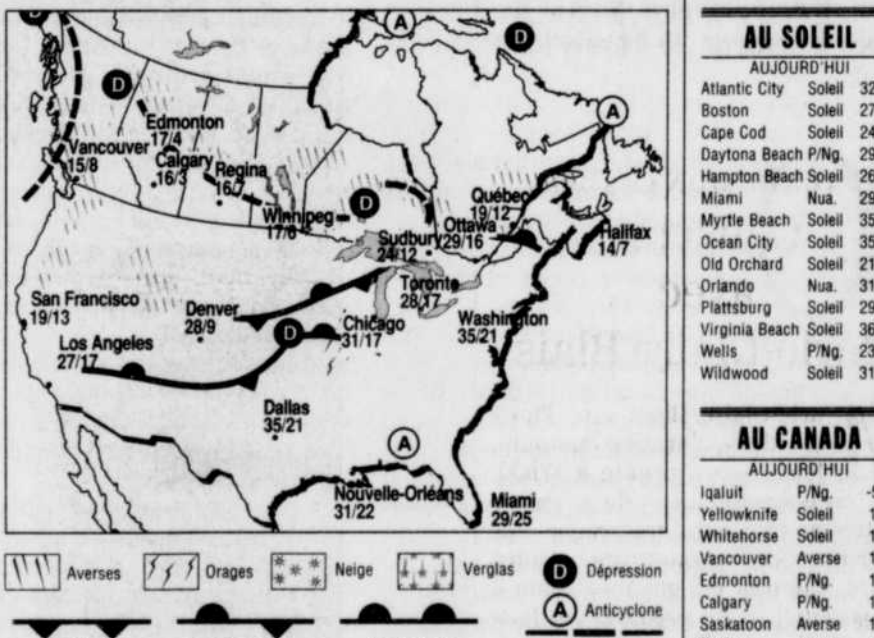 A
D
D
D
A
Edmonton
17/4
Vancouver
15/8
Calgary
16/3
Regina
16/7
D
Winnipeg
17/6
Québec
19/12
Ottawa
29/16
Sudbury
24/12
Halifax
14/7
Toronto
28/17
San Francisco
19/13
Denver
28/9
D
Chicago
31/17
Washington
35/21
Los Angeles
27/17
Dallas
35/21
A
Nouvelle-Orléans
31/22
Miami
29/25
Averses
Orages
Neige
Verglas
D Dépression
A Anticyclone
AU SOLEIL
AUJOURD'HUI
Atlantic City Soleil 32
Boston Soleil 27
Cape Cod Soleil 24
Daytona Beach P/Ng. 29
Hampton Beach Soleil 26
Miami Nua. 29
Myrtle Beach Soleil 35
Ocean City Soleil 35
Old Orchard Soleil 21
Orlando Nua. 31
Plattsburg Soleil 29
Virginia Beach Soleil 36
Wells P/Ng. 23
Wildwood Soleil 31
AU CANADA
AUJOURD'HUI
Iqaluit P/Ng.
Yellowknife Soleil 1
Whitehorse Soleil 1
Vancouver Averse 1
Edmonton P/Ng. 1
Calgary P/Ng. 1
Saskatoon Averse 1